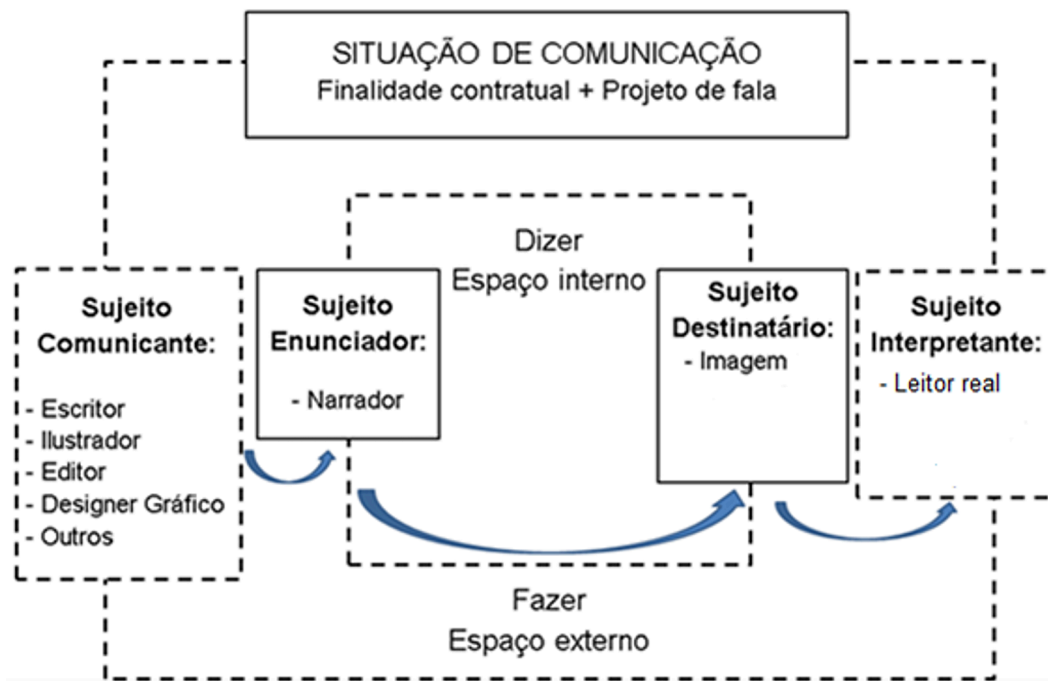 SITUAÇÃO DE COMUNICAÇÃO
Finalidade contratual + Projeto de fala
Dizer
Espaço interno
Sujeito
Comunicante:
- Escritor
- Ilustrador
- Editor
- Designer Gráfico
- Outros
Sujeito
Enunciador:
- Narrador
Sujeito
Destinatário:
- Imagem
Sujeito
Interpretante:
- Leitor real
Fazer
Espaço externo